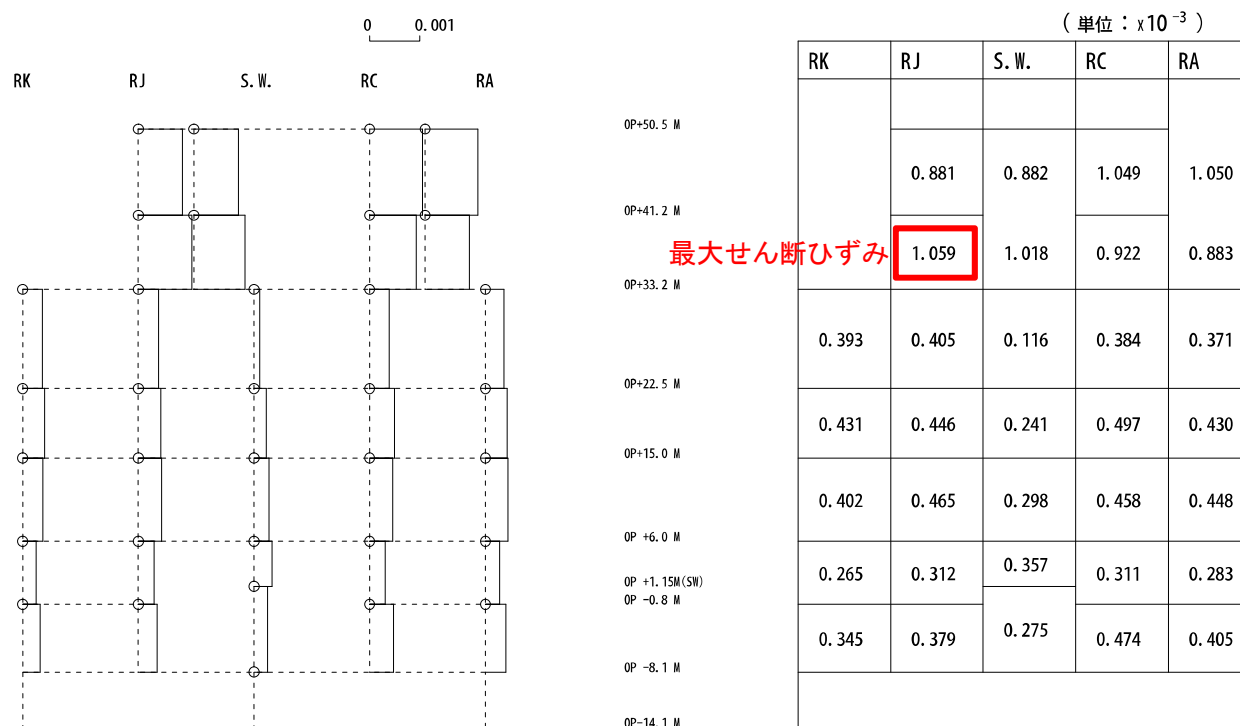 0 0.001
(単位:x10⁻³)
RK RJ S.W. RC RA
RK RJ S.W. RC RA
OP+50.5 M
0.881 0.882 1.049 1.050
OP+41.2 M
最大せん断ひずみ 1.059 1.018 0.922 0.883
OP+33.2 M
0.393 0.405 0.116 0.384 0.371
OP+22.5 M
0.431 0.446 0.241 0.497 0.430
OP+15.0 M
0.402 0.465 0.298 0.458 0.448
OP +6.0 M
0.265 0.312 0.357 0.311 0.283
OP +1.15M(SW)
OP -0.8 M
0.345 0.379 0.275 0.474 0.405
OP -8.1 M
OP-14.1 M